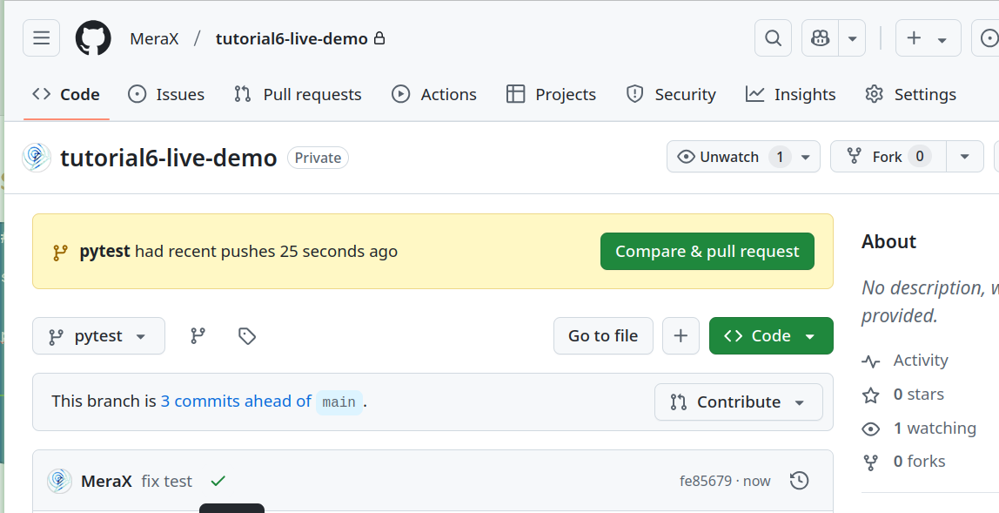 MeraX / tutorial6-live-demo
Code Issues Pull requests Actions Projects Security Insights Settings
tutorial6-live-demo Private Unwatch 1 Fork 0
pytest had recent pushes 25 seconds ago Compare & pull request
pytest Go to file Code
This branch is 3 commits ahead of main. Contribute
MeraX fix test fe85679 · now
About
No description, w
provided.
Activity
0 stars
1 watching
0 forks